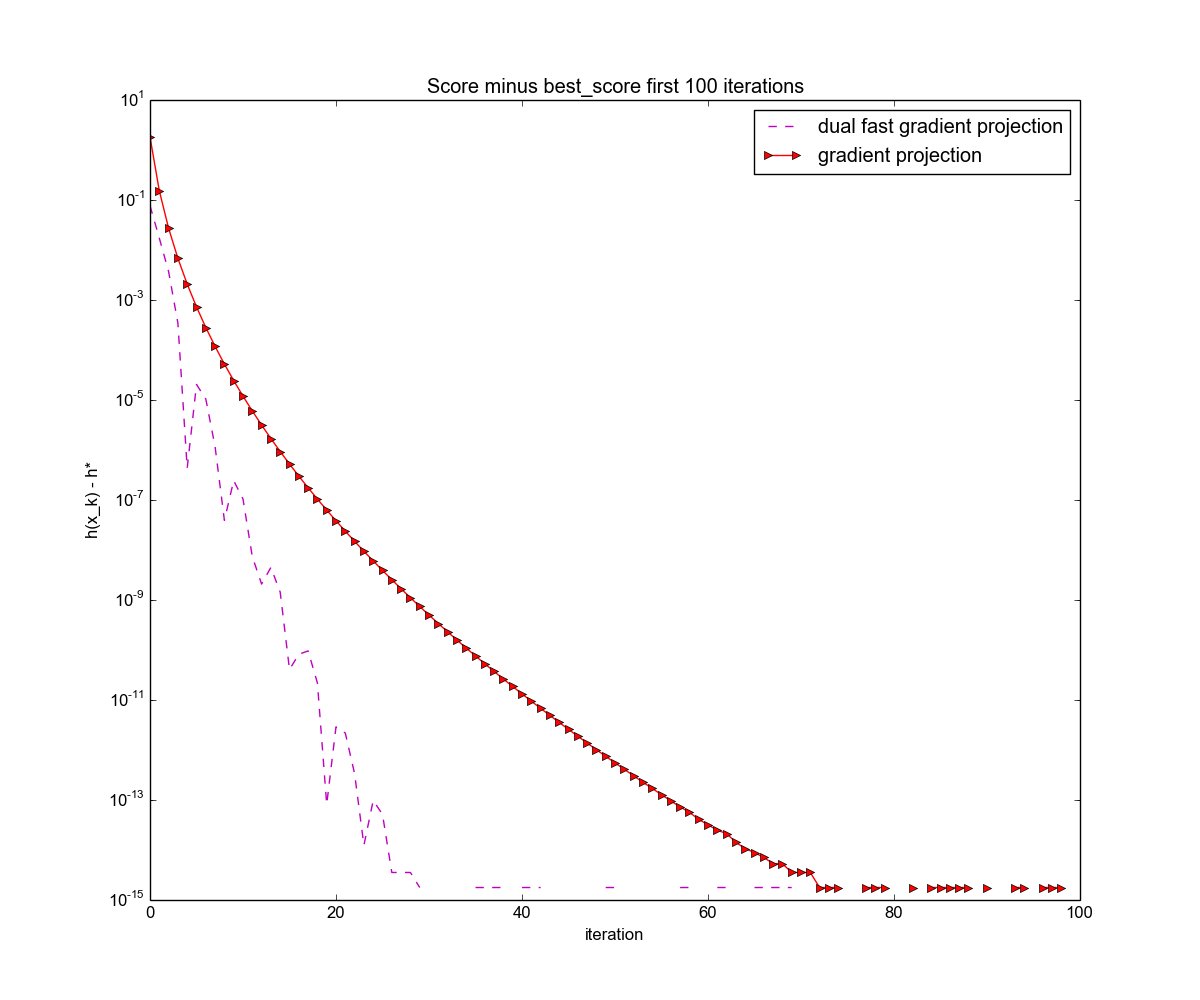 Score minus best_score first 100 iterations
dual fast gradient projection
gradient projection
10^1
10^-1
10^-3
10^-5
10^-7
10^-9
10^-11
10^-13
10^-15
h(x_k) - h*
0 20 40 60 80 100
iteration